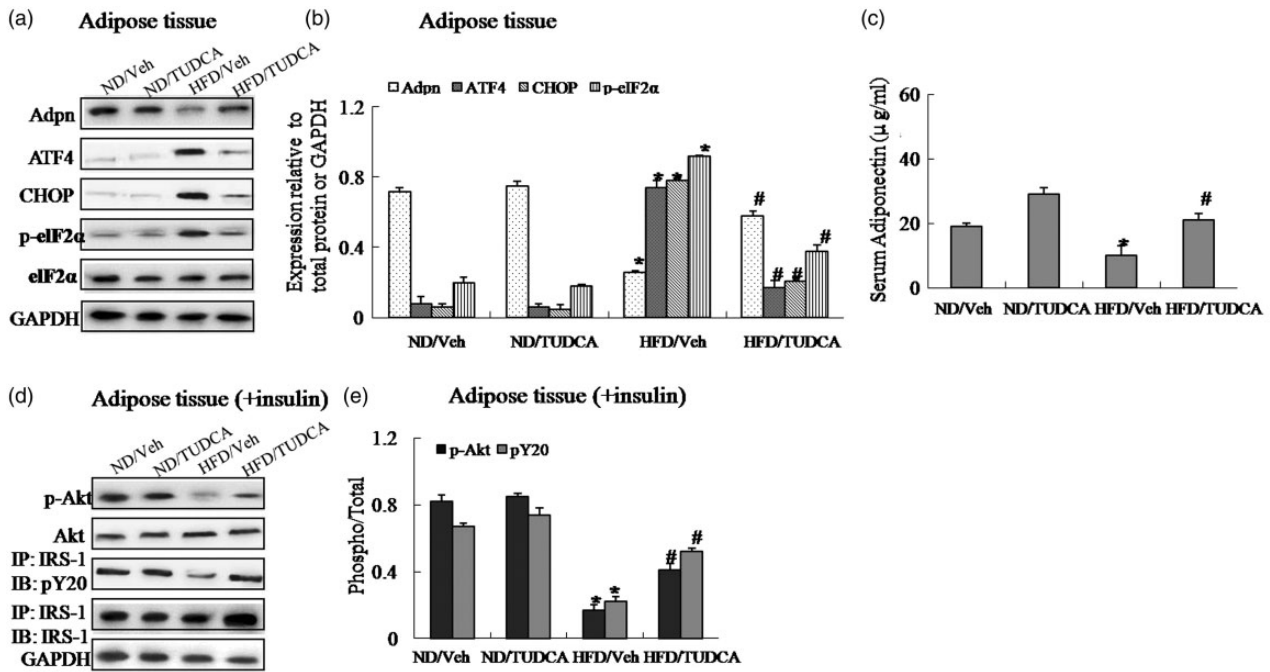 (a)
Adipose tissue
ND/Veh
ND/TUDCA
HFD/Veh
HFD/TUDCA
Adpn
ATF4
CHOP
p-eIF2α
eIF2α
GAPDH
(b)
Adipose tissue
Adpn ATF4 CHOP p-eIF2α
Expression relative to
total protein or GAPDH
1.2
0.8
0.4
0
*
*
*
*
#
#
#
#
ND/Veh ND/TUDCA HFD/Veh HFD/TUDCA
(c)
Serum Adiponectin (μ g/ml)
60
40
20
0
*
#
ND/Veh ND/TUDCA HFD/Veh HFD/TUDCA
(d)
Adipose tissue (+insulin)
ND/Veh
ND/TUDCA
HFD/Veh
HFD/TUDCA
p-Akt
Akt
IP: IRS-1
IB: pY20
IP: IRS-1
IB: IRS-1
GAPDH
(e)
Adipose tissue (+insulin)
p-Akt pY20
Phospho/Total
1.2
0.8
0.4
0
*
*
#
#
ND/Veh ND/TUDCA HFD/Veh HFD/TUDCA